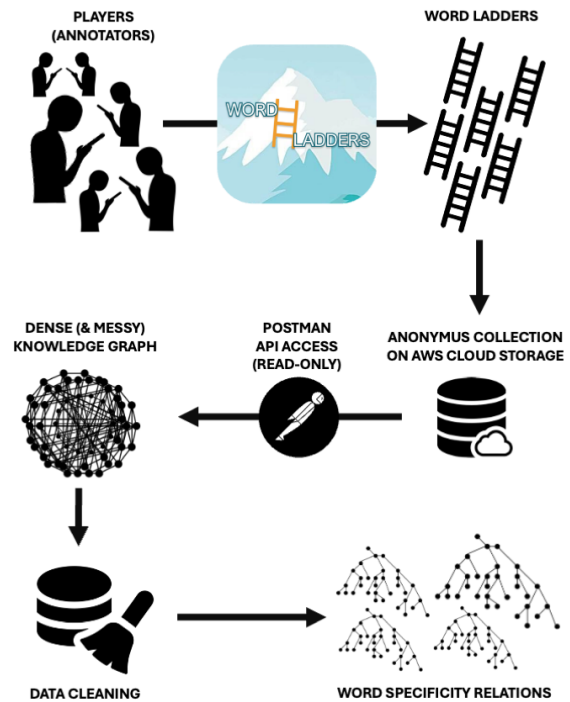 PLAYERS
(ANNOTATORS)
WORD LADDERS
WORD
LADDERS
DENSE (& MESSY)
KNOWLEDGE GRAPH
POSTMAN
API ACCESS
(READ-ONLY)
ANONYMUS COLLECTION
ON AWS CLOUD STORAGE
DATA CLEANING
WORD SPECIFICITY RELATIONS